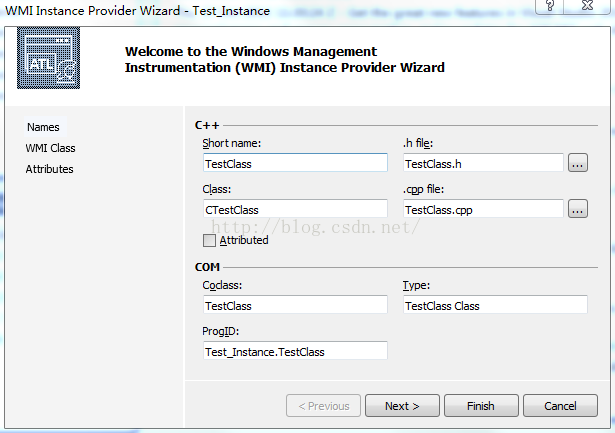 WMI Instance Provider Wizard - Test_Instance
ATL
Welcome to the Windows Management
Instrumentation (WMI) Instance Provider Wizard
Names
WMI Class
Attributes
C++
Short name:
.h file:
TestClass
TestClass.h
...
Class:
.cpp file:
CTestClass
TestClass.cpp
...
http://blog.csdn.net/
Attributed
COM
Coclass:
Type:
TestClass
TestClass Class
ProgID:
Test_Instance.TestClass
< Previous
Next >
Finish
Cancel